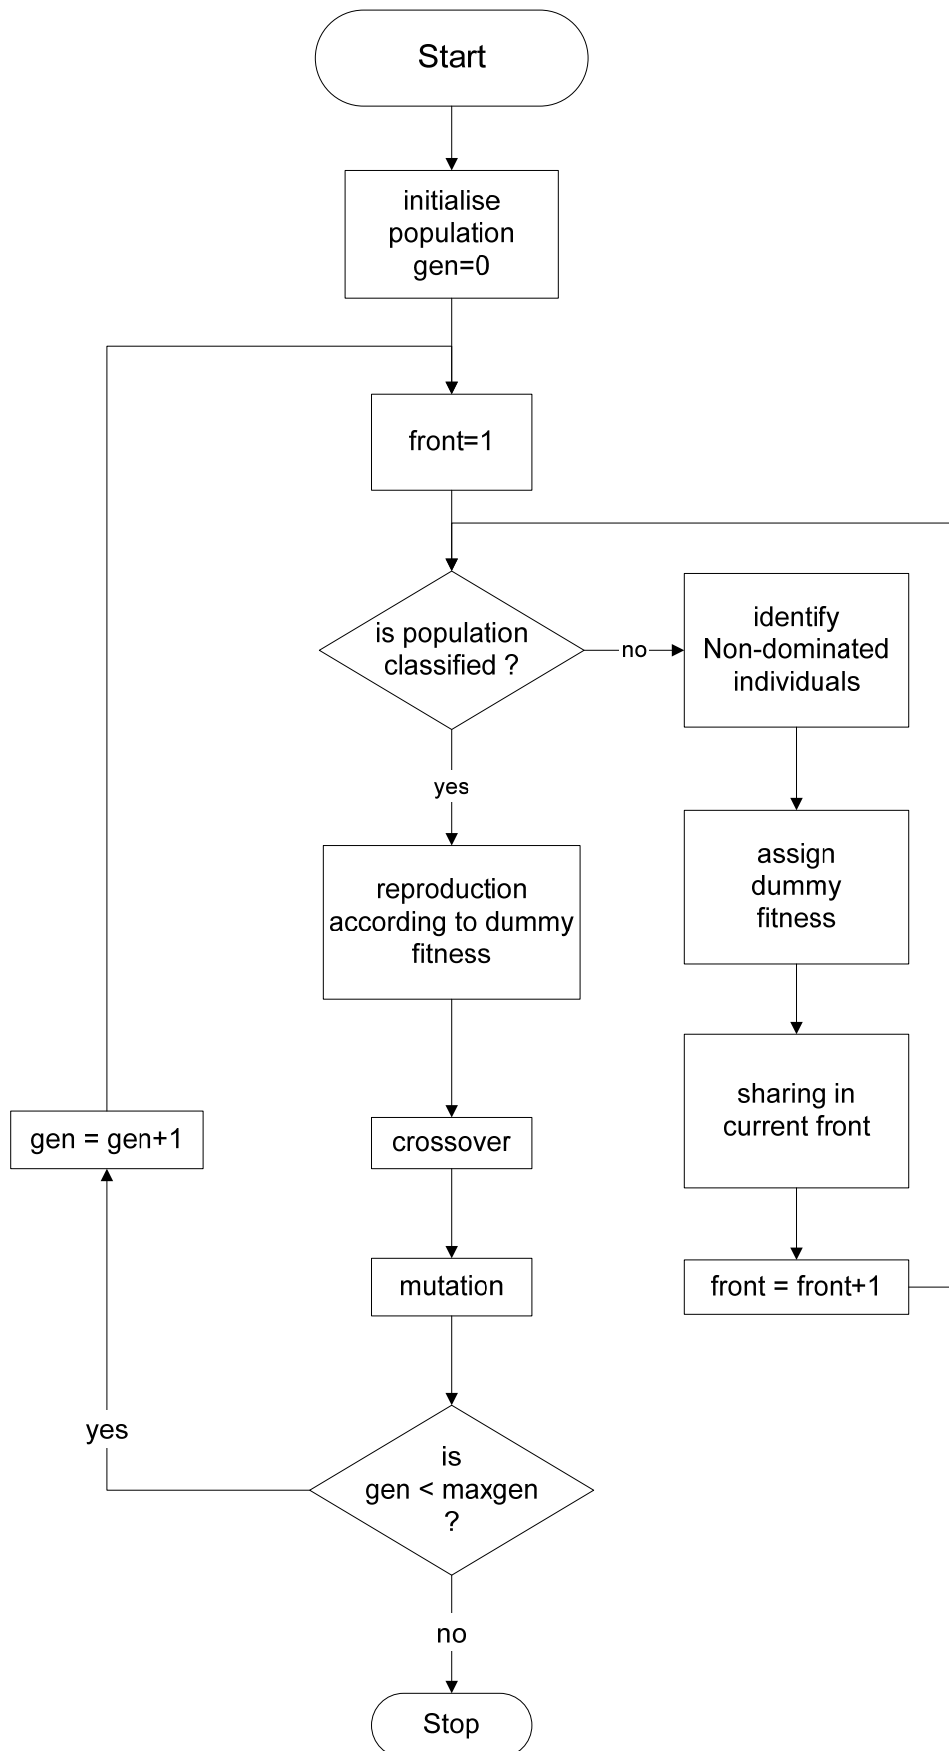 Start
initialise
population
gen=0
front=1
is population
classified ?
no
identify
Non-dominated
individuals
yes
assign
dummy
fitness
reproduction
according to dummy
fitness
sharing in
current front
gen = gen+1
crossover
mutation
front = front+1
yes
is
gen < maxgen
?
no
Stop